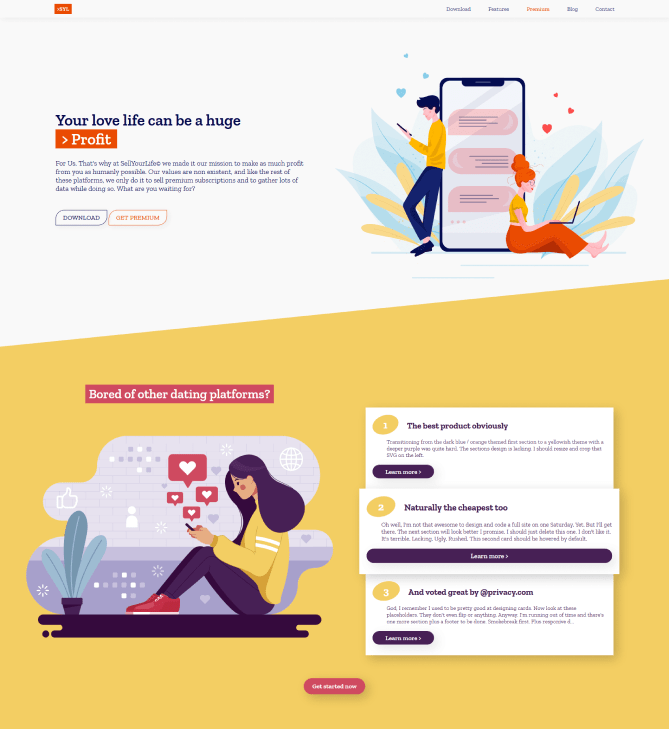 >SYL
Download Features Premium Blog Contact
Your love life can be a huge
> Profit
For Us. That's why at SellYourLife© we made it our mission to make as much profit
from you as humanly possible. Our values are non existent, and like the rest of
these platforms, we only do it to sell premium subscriptions and to gather lots of
data while doing so. What are you waiting for?
DOWNLOAD GET PREMIUM
Bored of other dating platforms?
1 The best product obviously
Transitioning from the dark blue / orange themed first section to a yellowish theme with a
deeper purple was quite hard. The sections design is lacking. I should resize and crop that
SVG on the left.
Learn more >
2 Naturally the cheapest too
Oh well, I'm not that awesome to design and code a full site on one Saturday. Yet. But I'll get
there. The next section will look better I promise. I should just delete this one. I don't like it.
It's terrible. Lacking. Ugly. Rushed. This second card should be hovered by default.
Learn more >
3 And voted great by @privacy.com
God, I remember I used to be pretty good at designing cards. Now look at these
placeholders. They don't even flip or anything. Anyway. I'm running out of time and there's
one more section plus a footer to be done. Smokebreak first. Plus responsive d...
Learn more >
Get started now